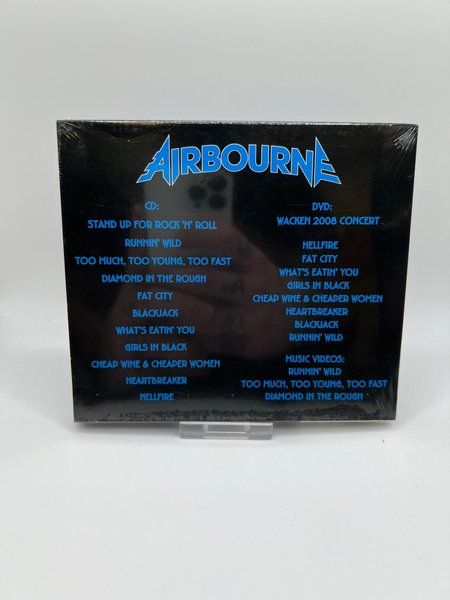 AIRBOURNE
CD:
STAND UP FOR ROCK 'N' ROLL
RUNNIN' WILD
TOO MUCH, TOO YOUNG, TOO FAST
DIAMOND IN THE ROUGH
FAT CITY
BLACKJACK
WHAT'S EATIN' YOU
GIRLS IN BLACK
CHEAP WINE & CHEAPER WOMEN
HEARTBREAKER
HELLFIRE
DVD:
WACKEN 2008 CONCERT
HELLFIRE
FAT CITY
WHAT'S EATIN' YOU
GIRLS IN BLACK
CHEAP WINE & CHEAPER WOMEN
HEARTBREAKER
BLACKJACK
RUNNIN' WILD
MUSIC VIDEOS:
RUNNIN' WILD
TOO MUCH, TOO YOUNG, TOO FAST
DIAMOND IN THE ROUGH